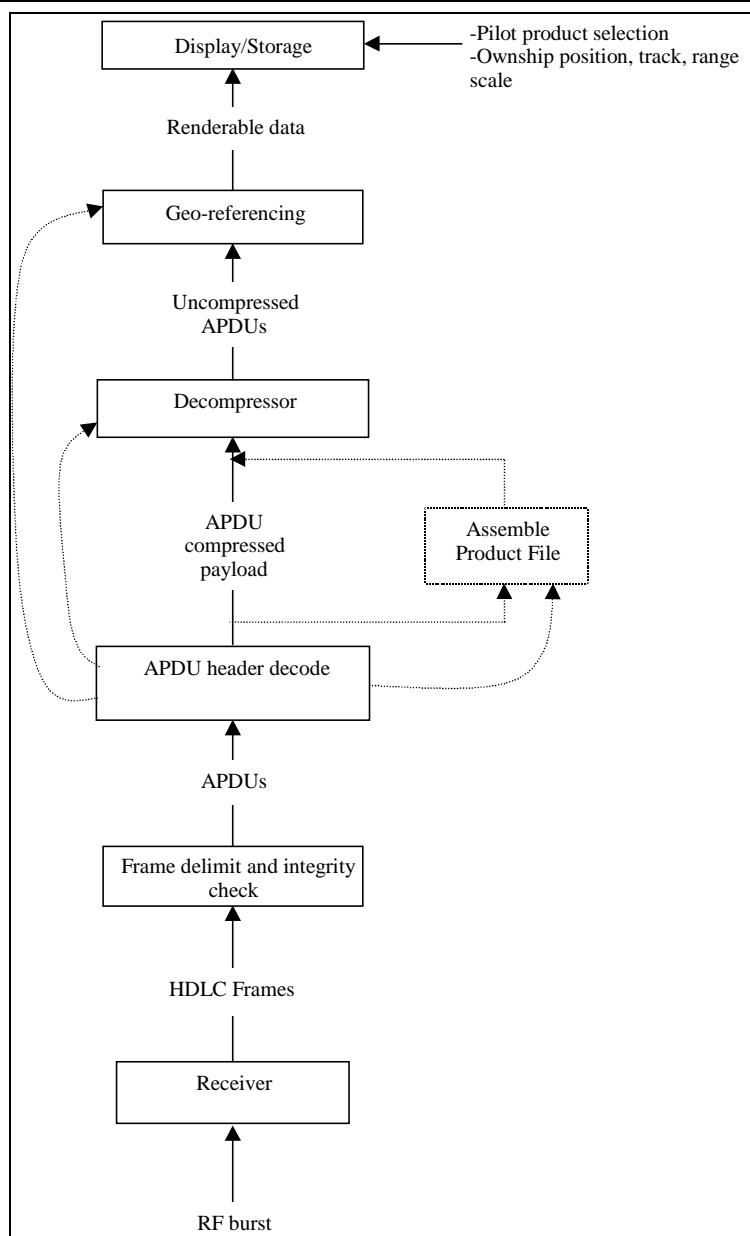 Display/Storage
-Pilot product selection
-Ownship position, track, range
scale
Renderable data
Geo-referencing
Uncompressed
APDUs
Decompressor
APDU
compressed
payload
Assemble
Product File
APDU header decode
APDUs
Frame delimit and integrity
check
HDLC Frames
Receiver
RF burst